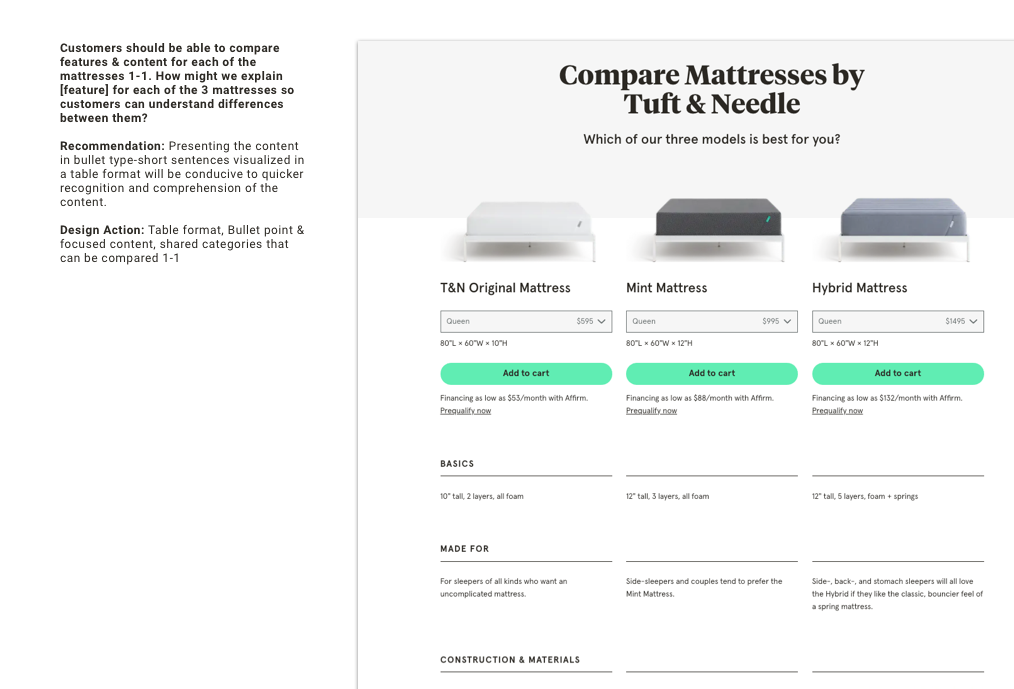 Customers should be able to compare
features & content for each of the
mattresses 1-1. How might we explain
[feature] for each of the 3 mattresses so
customers can understand differences
between them?
Recommendation: Presenting the content
in bullet type-short sentences visualized in
a table format will be conducive to quicker
recognition and comprehension of the
content.
Design Action: Table format, Bullet point &
focused content, shared categories that
can be compared 1-1
Compare Mattresses by
Tuft & Needle
Which of our three models is best for you?
T&N Original Mattress
Queen $595
80"L × 60"W × 10"H
Add to cart
Financing as low as $53/month with Affirm.
Prequalify now
Mint Mattress
Queen $995
80"L × 60"W × 12"H
Add to cart
Financing as low as $88/month with Affirm.
Prequalify now
Hybrid Mattress
Queen $1495
80"L × 60"W × 12"H
Add to cart
Financing as low as $132/month with Affirm.
Prequalify now
BASICS
10" tall, 2 layers, all foam
12" tall, 3 layers, all foam
12" tall, 5 layers, foam + springs
MADE FOR
For sleepers of all kinds who want an
uncomplicated mattress.
Side-sleepers and couples tend to prefer the
Mint Mattress.
Side-, back-, and stomach sleepers will all love
the Hybrid if they like the classic, bouncier feel of
a spring mattress.
CONSTRUCTION & MATERIALS